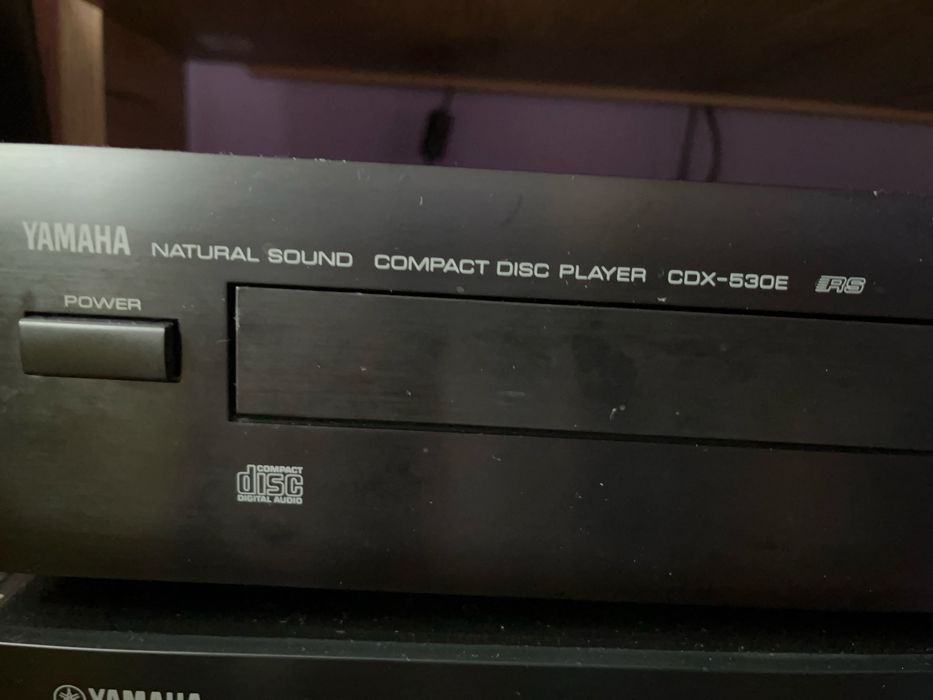 YAMAHA NATURAL SOUND COMPACT DISC PLAYER CDX-530E RS
POWER
COMPACT
disc
DIGITAL AUDIO
YAMAHA